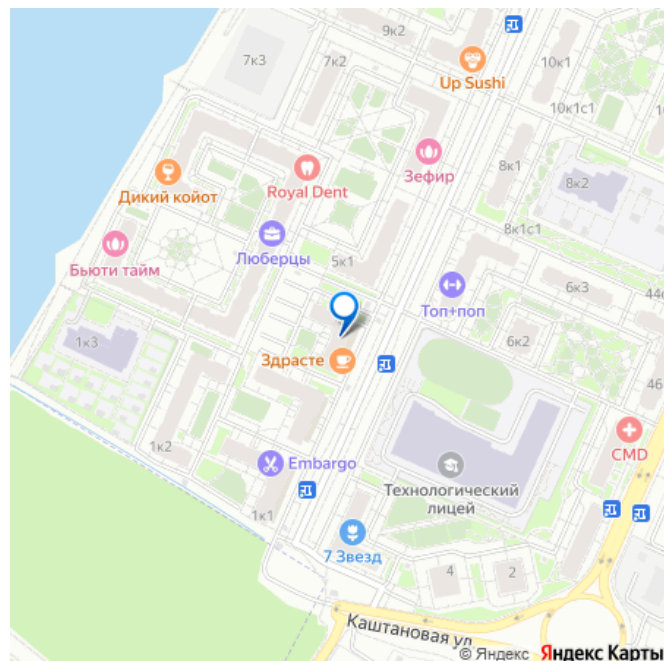 9к2
7к3
7к2
10к1
Up Sushi
10к1с1
Зефир
8к1
8к2
Royal Dent
Дикий койот
8к1с1
Люберцы
Бьюти тайм
5к1
6к3
44с
Топ+поп
1к3
6к2
Здрасте
46
1к2
Embargo
CMD
Технологический
лицей
1к1
7 Звезд
4
2
Каштановая ул.
© Яндекс Яндекс Карты